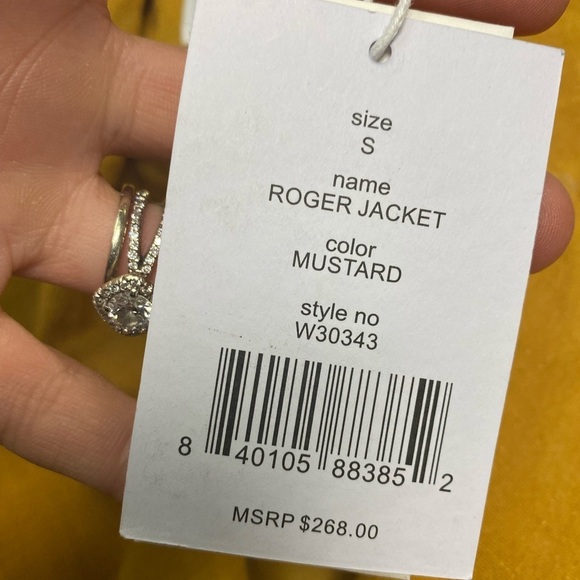 size
S
name
ROGER JACKET
color
MUSTARD
style no
W30343
8 40105 88385 2
MSRP $268.00